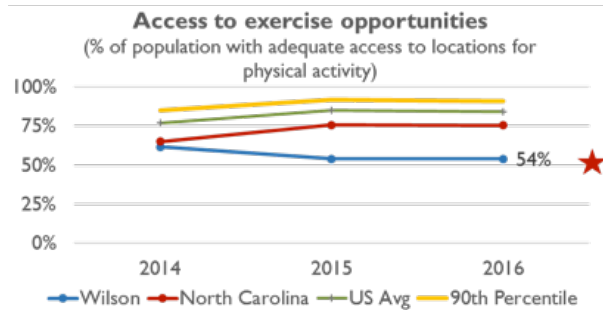 Access to exercise opportunities
(% of population with adequate access to locations for
physical activity)
100%
75%
50%
25%
0%
54%
2014 2015 2016
Wilson North Carolina US Avg 90th Percentile